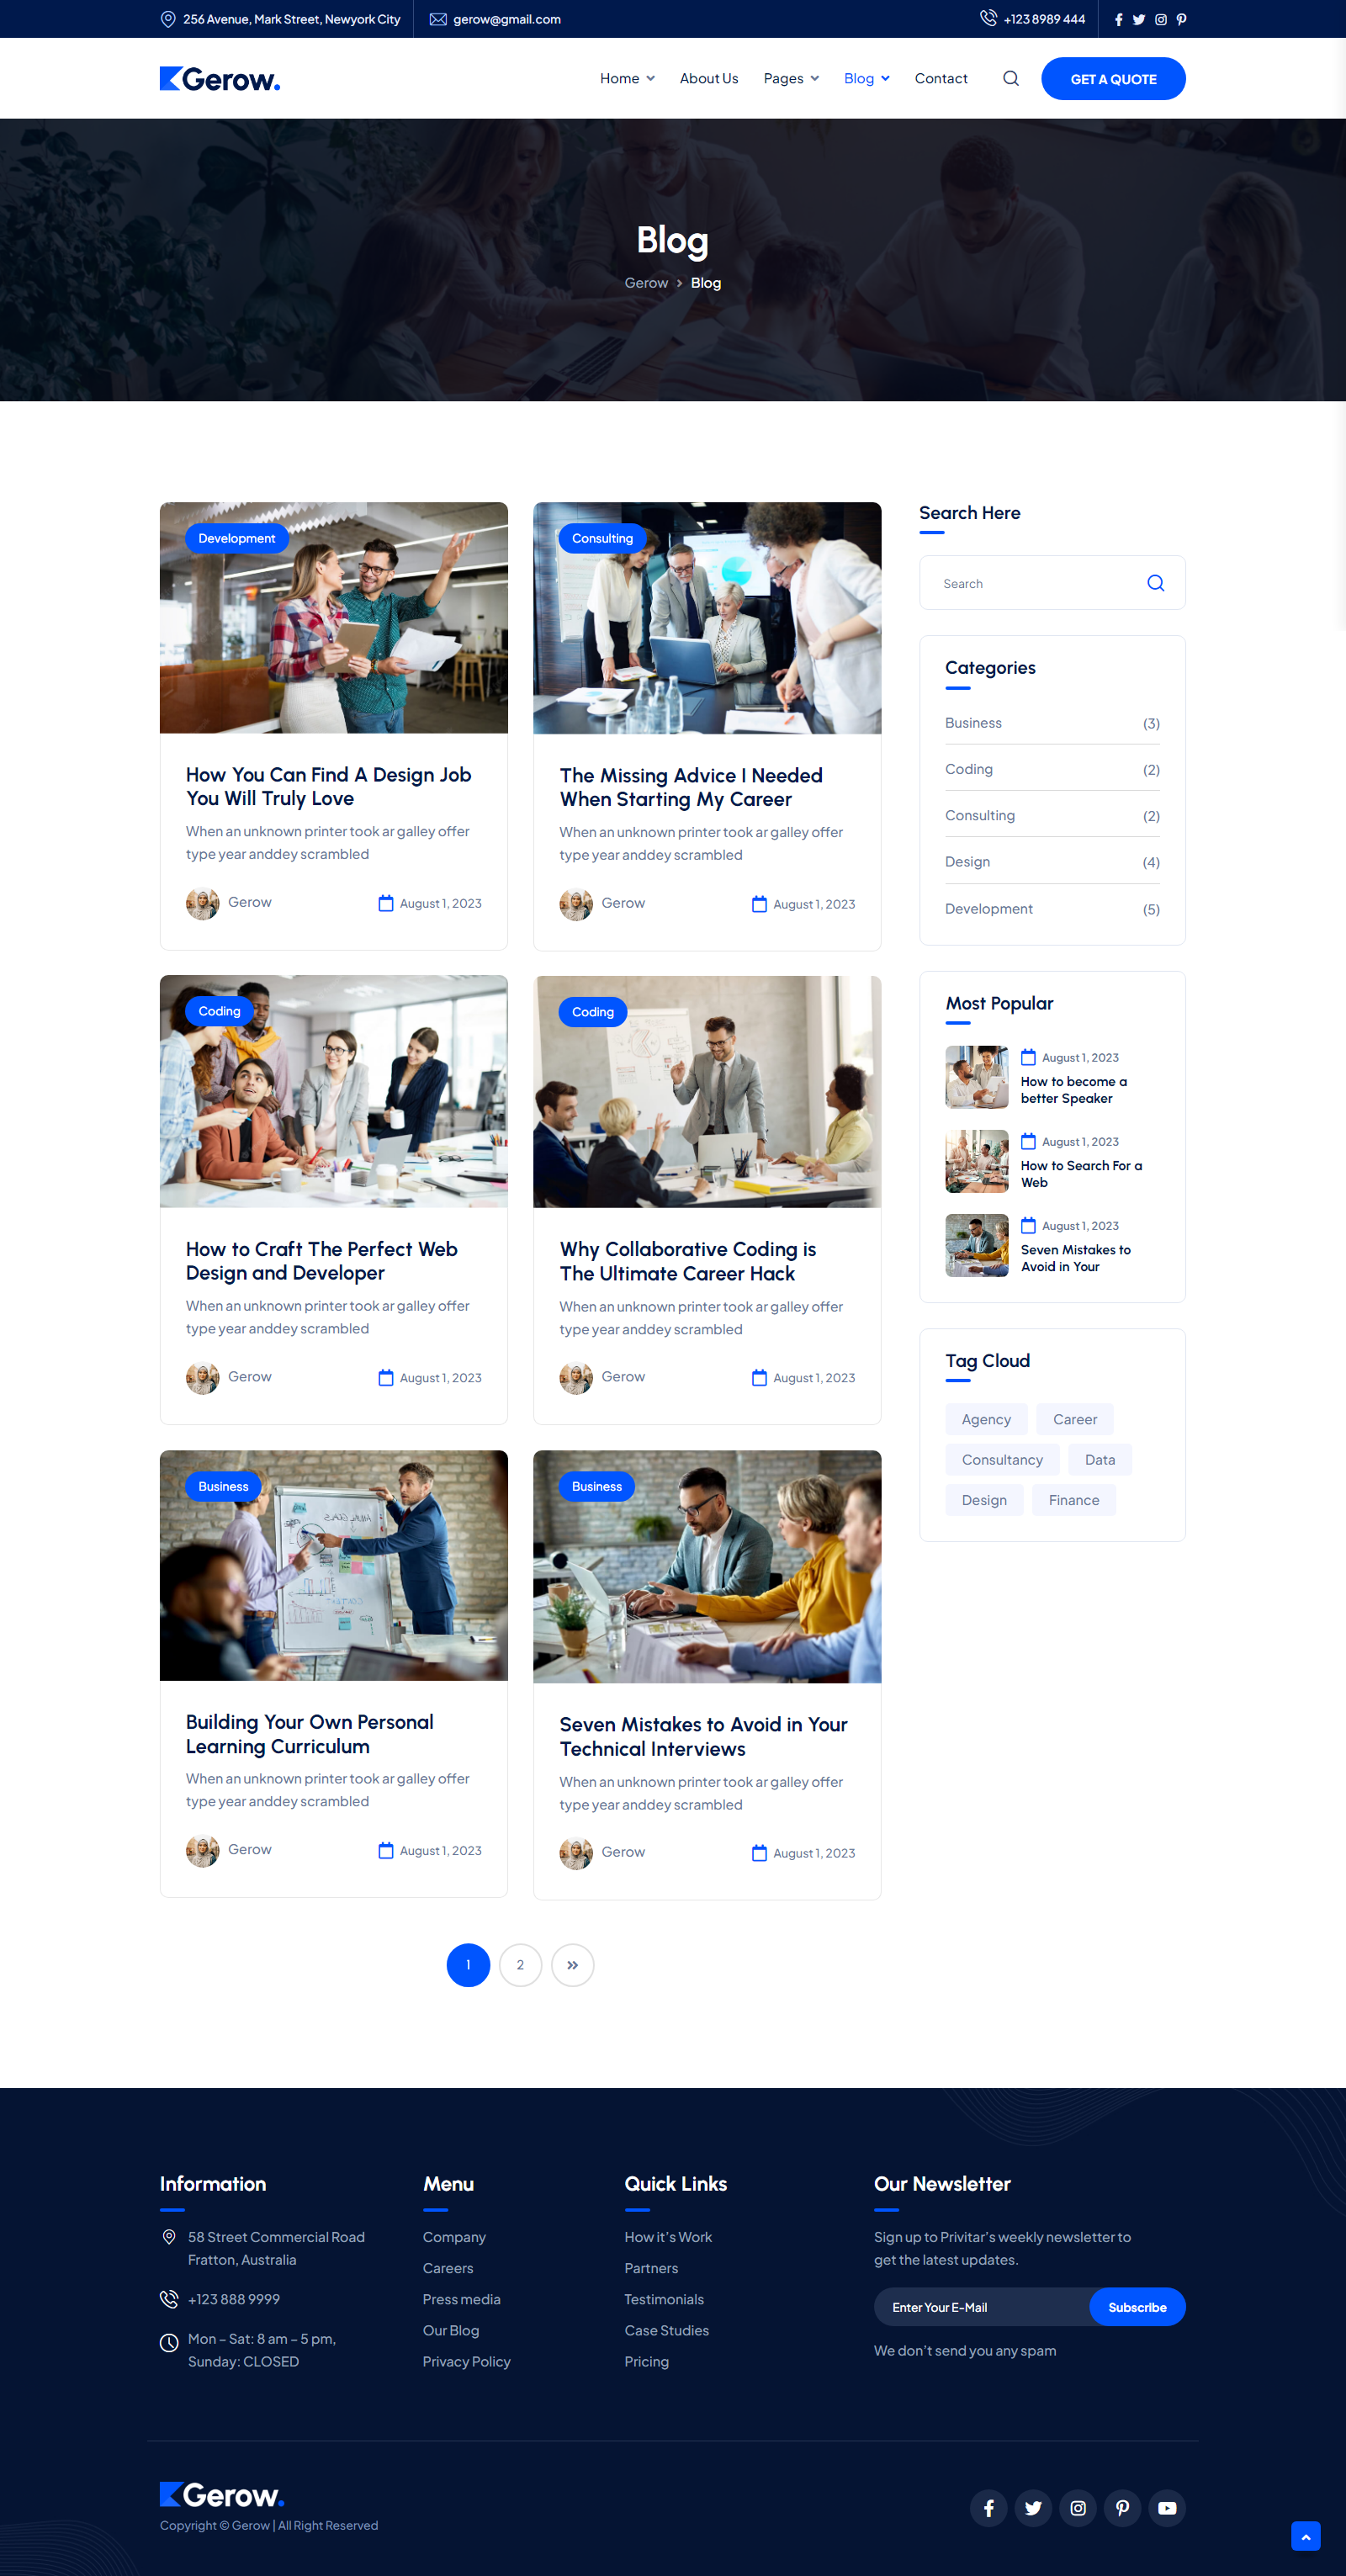 256 Avenue, Mark Street, Newyork City
gerow@gmail.com
+123 8989 444
Gerow.
Home
About Us
Pages
Blog
Contact
GET A QUOTE
Blog
Gerow
Blog
Development
How You Can Find A Design Job
You Will Truly Love
When an unknown printer took ar galley offer
type year anddey scrambled
Gerow
August 1, 2023
Consulting
The Missing Advice I Needed
When Starting My Career
When an unknown printer took ar galley offer
type year anddey scrambled
Gerow
August 1, 2023
Coding
How to Craft The Perfect Web
Design and Developer
When an unknown printer took ar galley offer
type year anddey scrambled
Gerow
August 1, 2023
Coding
Why Collaborative Coding is
The Ultimate Career Hack
When an unknown printer took ar galley offer
type year anddey scrambled
Gerow
August 1, 2023
Business
Building Your Own Personal
Learning Curriculum
When an unknown printer took ar galley offer
type year anddey scrambled
Gerow
August 1, 2023
Business
Seven Mistakes to Avoid in Your
Technical Interviews
When an unknown printer took ar galley offer
type year anddey scrambled
Gerow
August 1, 2023
1
2
»
Search Here
Search
Categories
Business (3)
Coding (2)
Consulting (2)
Design (4)
Development (5)
Most Popular
August 1, 2023
How to become a
better Speaker
August 1, 2023
How to Search For a
Web
August 1, 2023
Seven Mistakes to
Avoid in Your
Tag Cloud
Agency
Career
Consultancy
Data
Design
Finance
Information
58 Street Commercial Road
Fratton, Australia
+123 888 9999
Mon – Sat: 8 am – 5 pm,
Sunday: CLOSED
Menu
Company
Careers
Press media
Our Blog
Privacy Policy
Quick Links
How it's Work
Partners
Testimonials
Case Studies
Pricing
Our Newsletter
Sign up to Privitar's weekly newsletter to
get the latest updates.
Enter Your E-Mail
Subscribe
We don't send you any spam
Gerow.
Copyright © Gerow | All Right Reserved